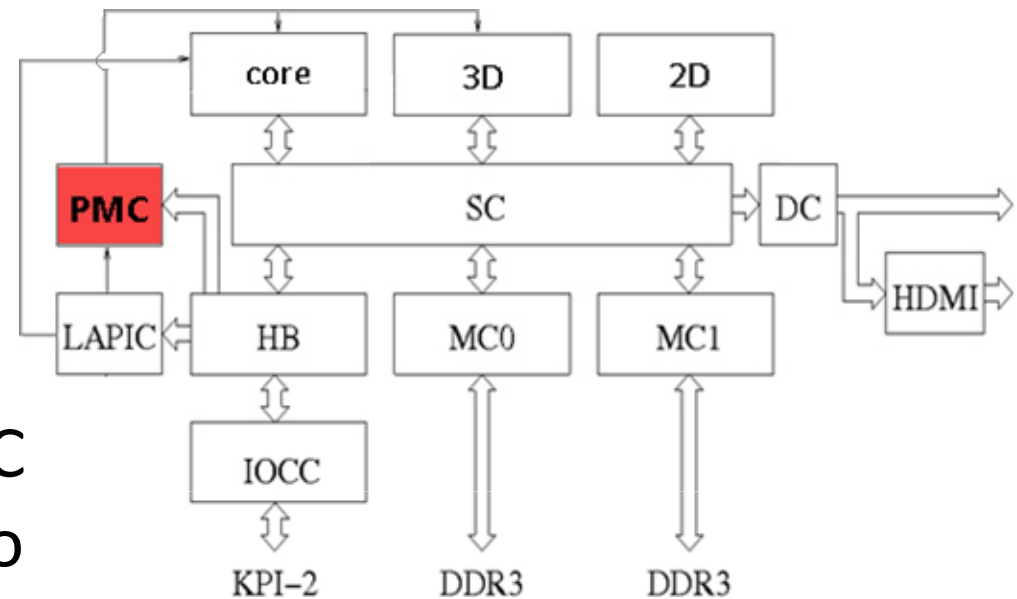 core
3D
2D
PMC
SC
DC
HDMI
LAPIC
HB
MC0
MC1
IOCC
KPI-2
DDR3
DDR3